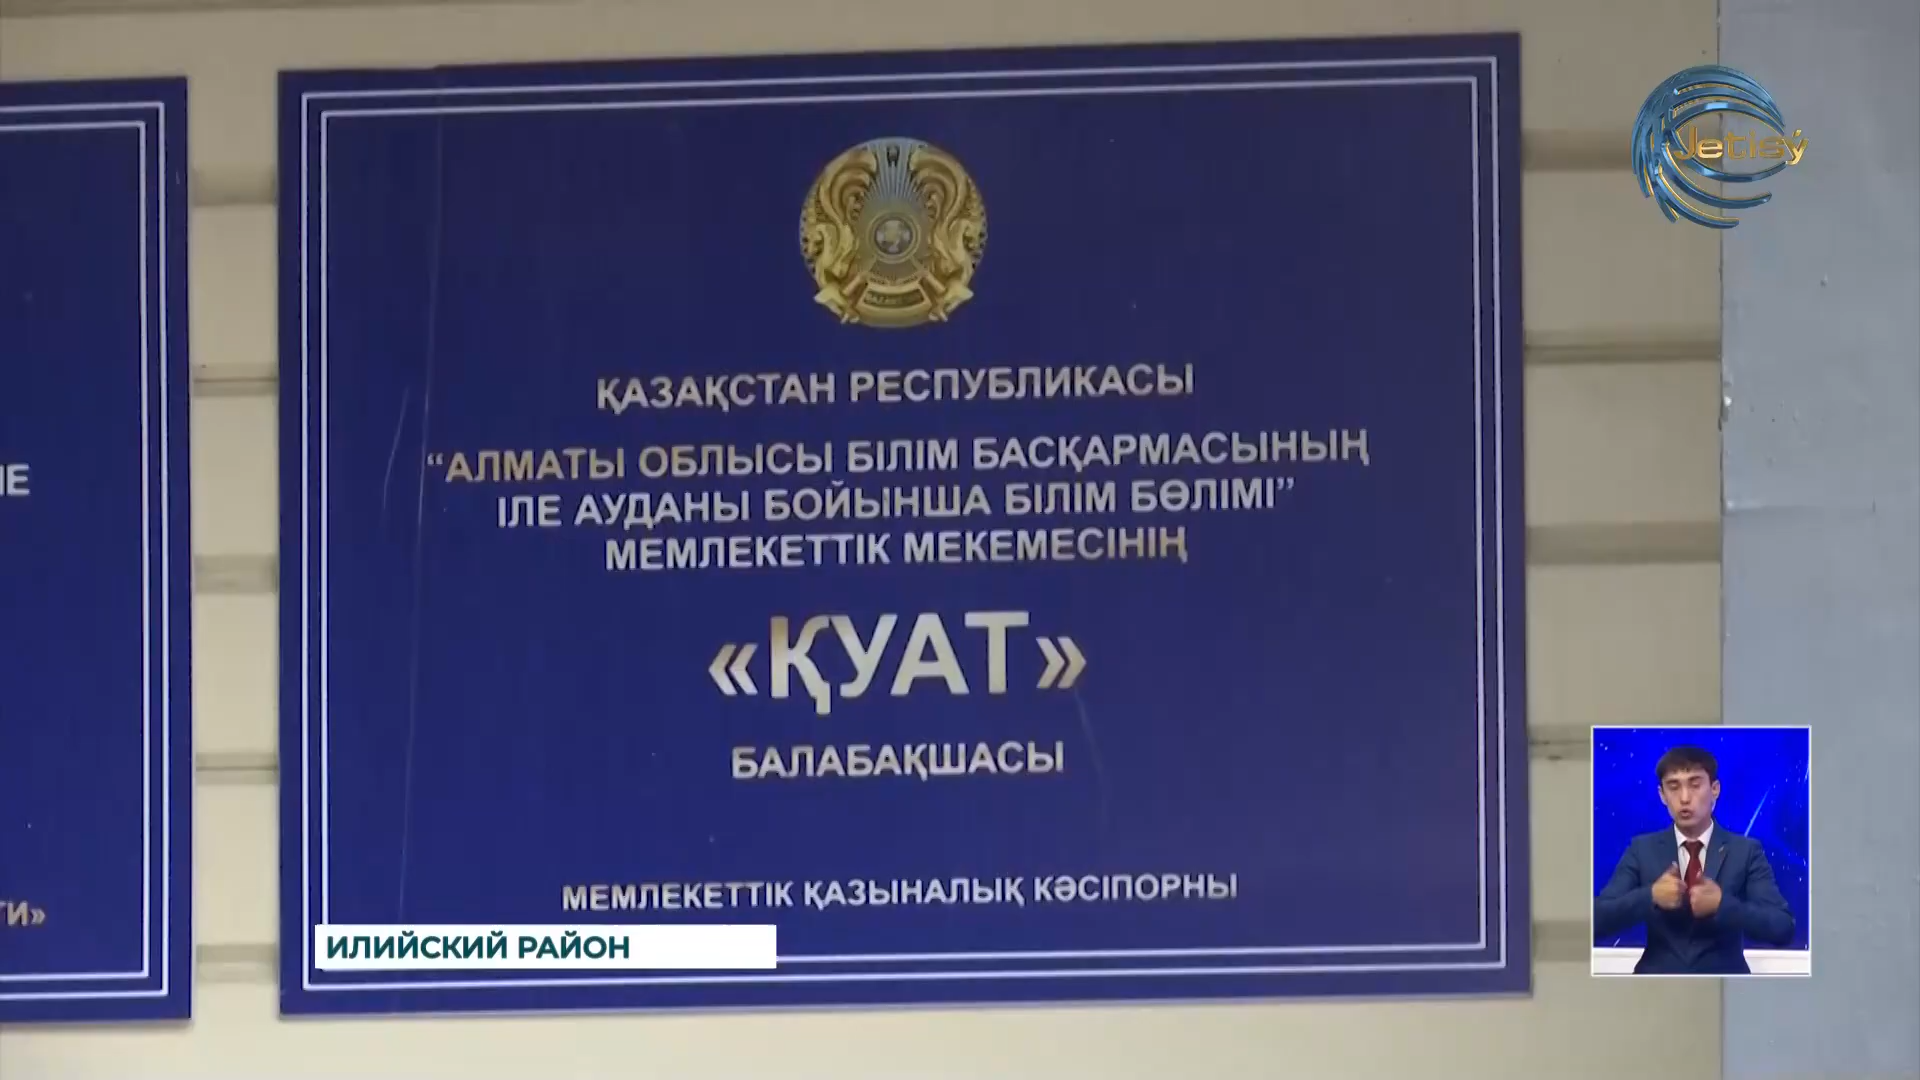 Jetisý
ҚАЗАҚСТАН РЕСПУБЛИКАСЫ
“АЛМАТЫ ОБЛЫСЫ БІЛІМ БАСҚАРМАСЫНЫҢ
ІЛЕ АУДАНЫ БОЙЫНША БІЛІМ БӨЛІМІ”
МЕМЛЕКЕТТІК МЕКЕМЕСІНІҢ
«ҚУАТ»
БАЛАБАҚШАСЫ
МЕМЛЕКЕТТІК ҚАЗЫНАЛЫҚ КӘСІПОРНЫ
ИЛИЙСКИЙ РАЙОН